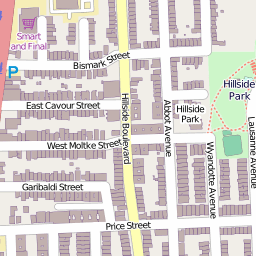 Smart
and Final
P
Bismark Street
Hillside
Park
East Cavour Street
Hillside Boulevard
Abbot Avenue
Hillside
Park
Lausanne Avenue
West Moltke Street
Wyandotte Avenue
Garibaldi Street
Price Street